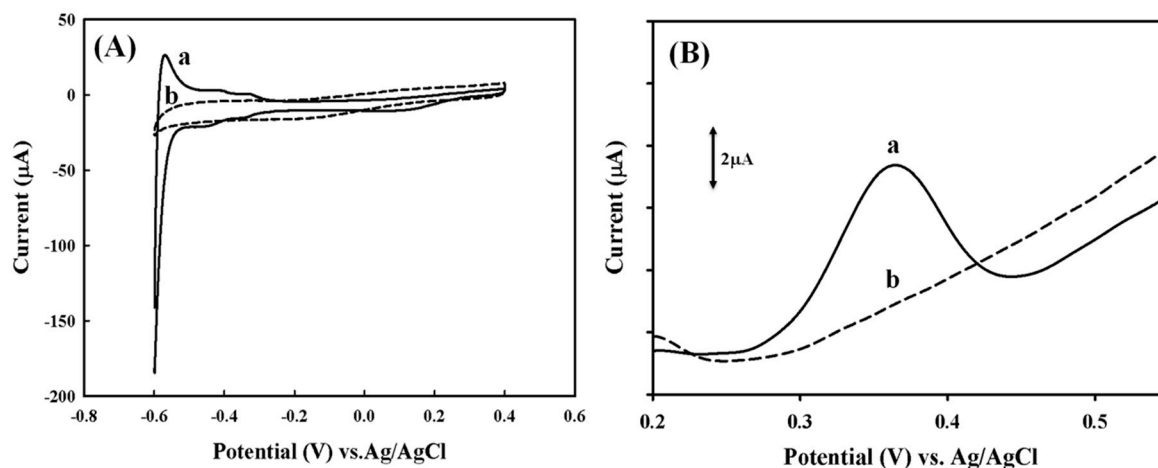 (A)
a
b
50
0
-50
-100
-150
-200
-0.8
-0.6
-0.4
-0.2
0.0
0.2
0.4
0.6
Current (µA)
Potential (V) vs.Ag/AgCl
(B)
2µA
a
b
0.2
0.3
0.4
0.5
Current (µA)
Potential (V) vs. Ag/AgCl